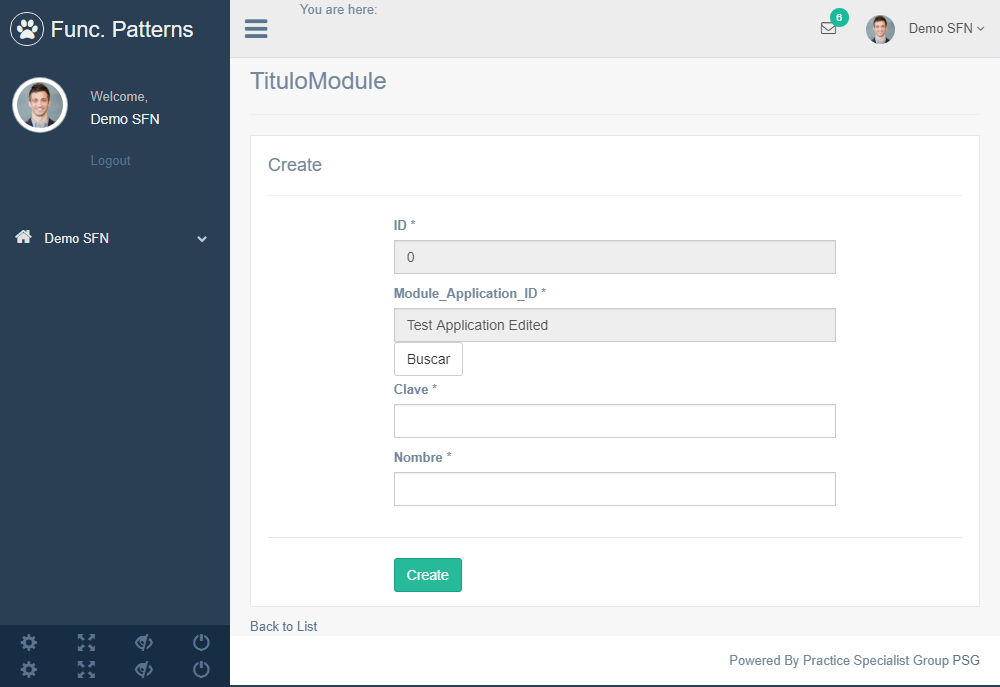 Func. Patterns
Welcome,
Demo SFN
Logout
Demo SFN
You are here:
6
Demo SFN
TituloModule
Create
ID *
0
Module_Application_ID *
Test Application Edited
Buscar
Clave *
Nombre *
Create
Back to List
Powered By Practice Specialist Group PSG